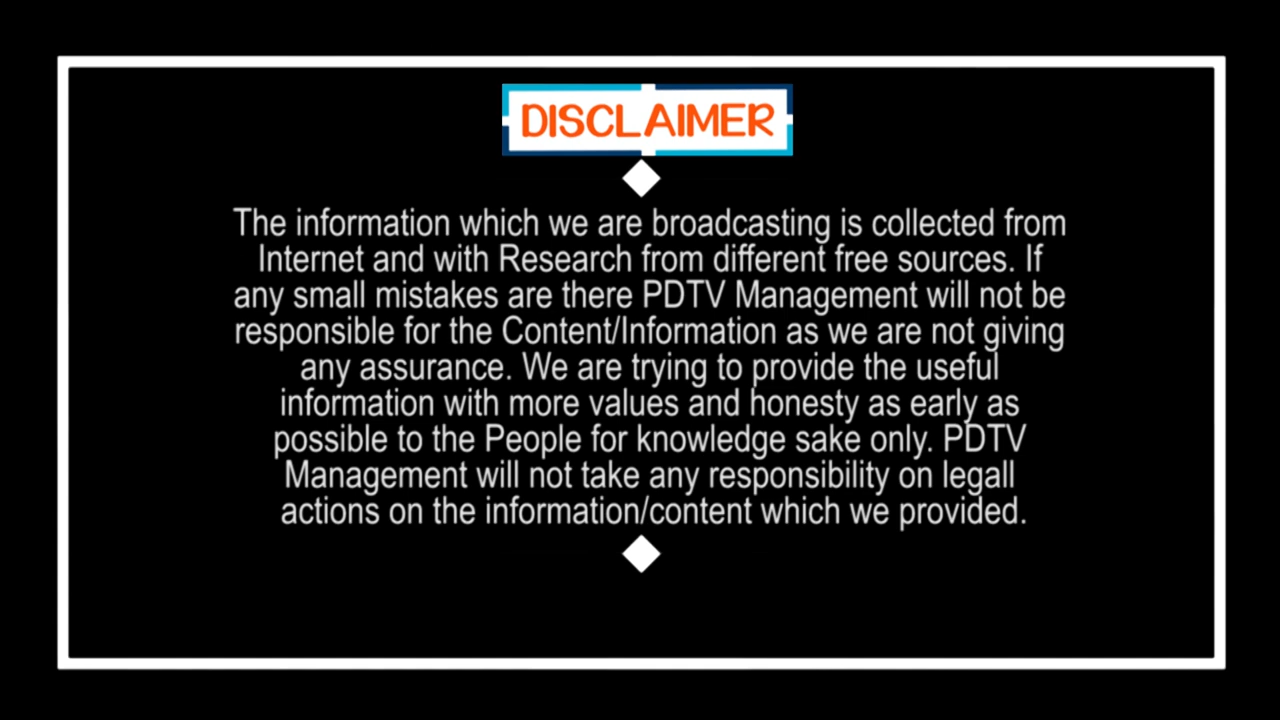 DISCLAIMER
The information which we are broadcasting is collected from
Internet and with Research from different free sources. If
any small mistakes are there PDTV Management will not be
responsible for the Content/Information as we are not giving
any assurance. We are trying to provide the useful
information with more values and honesty as early as
possible to the People for knowledge sake only. PDTV
Management will not take any responsibility on legall
actions on the information/content which we provided.